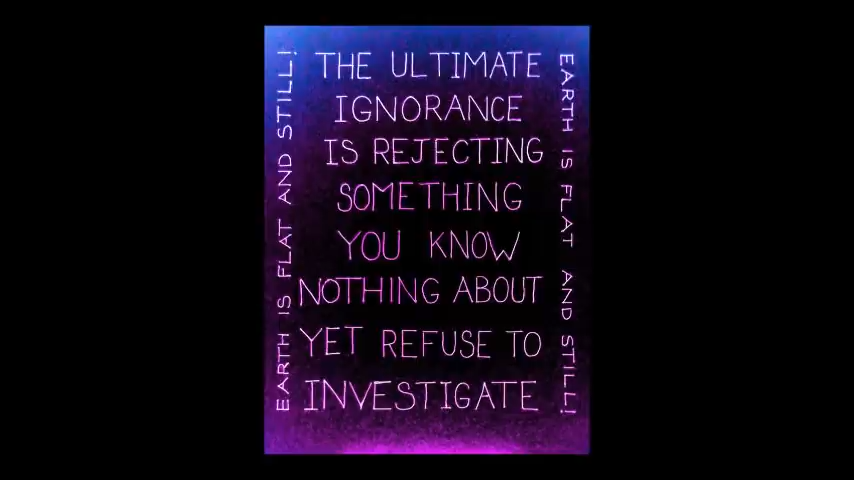 THE ULTIMATE
IGNORANCE
IS REJECTING
SOMETHING
YOU KNOW
NOTHING ABOUT
YET REFUSE TO
INVESTIGATE
EARTH IS FLAT AND STILL!
EARTH IS FLAT AND STILL!